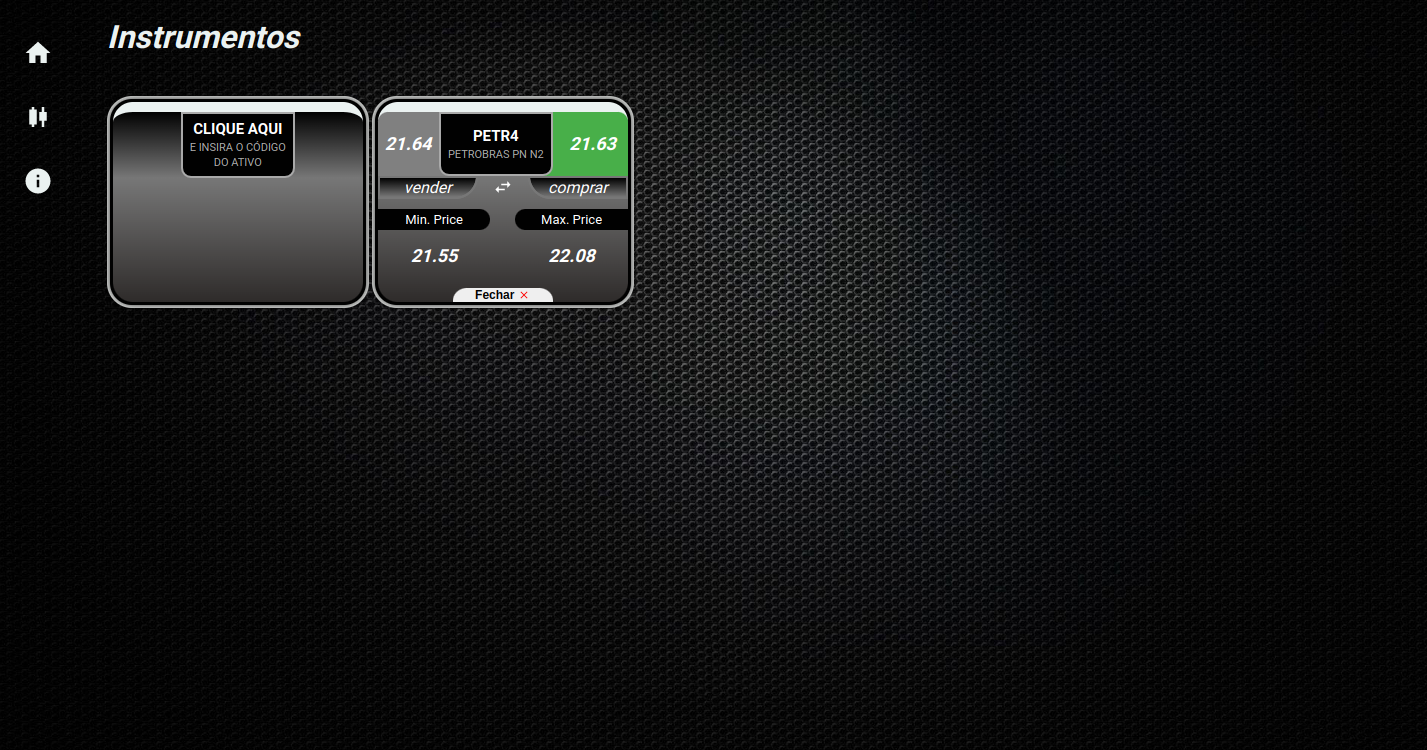 Instrumentos
CLIQUE AQUI
E INSIRA O CÓDIGO
DO ATIVO
21.64
PETR4
PETROBRAS PN N2
21.63
vender
comprar
Min. Price
Max. Price
21.55
22.08
Fechar ✕